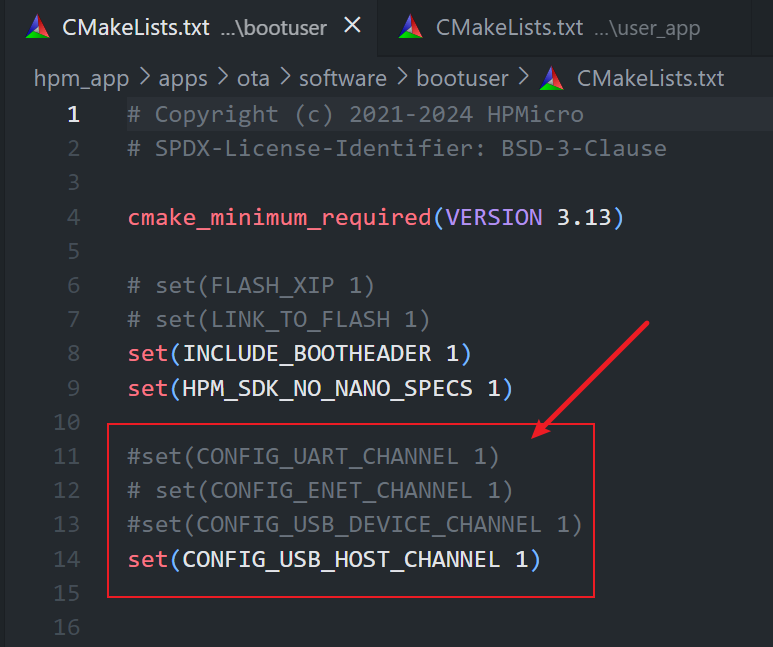 CMakeLists.txt ...\bootuser × CMakeLists.txt ...\user_app
hpm_app > apps > ota > software > bootuser > CMakeLists.txt
1 # Copyright (c) 2021-2024 HPMicro
2 # SPDX-License-Identifier: BSD-3-Clause
3
4 cmake_minimum_required(VERSION 3.13)
5
6 # set(FLASH_XIP 1)
7 # set(LINK_TO_FLASH 1)
8 set(INCLUDE_BOOTHEADER 1)
9 set(HPM_SDK_NO_NANO_SPECS 1)
10
11 #set(CONFIG_UART_CHANNEL 1)
12 # set(CONFIG_ENET_CHANNEL 1)
13 #set(CONFIG_USB_DEVICE_CHANNEL 1)
14 set(CONFIG_USB_HOST_CHANNEL 1)
15
16